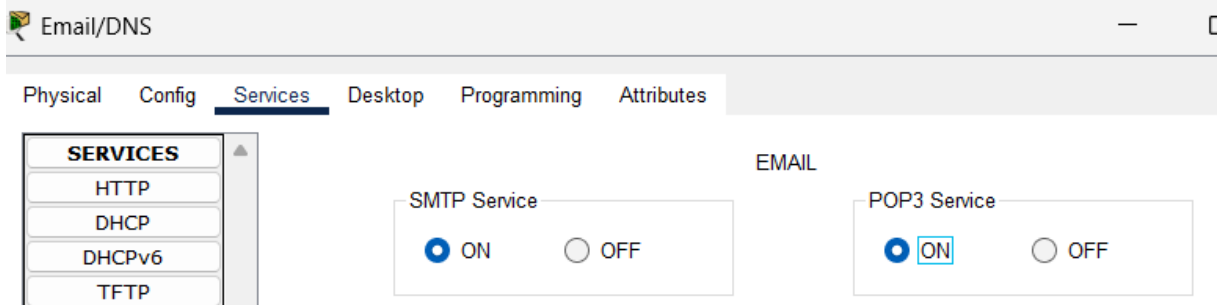 Email/DNS
Physical Config Services Desktop Programming Attributes
SERVICES
HTTP
DHCP
DHCPv6
TFTP
EMAIL
SMTP Service
ON OFF
POP3 Service
ON OFF